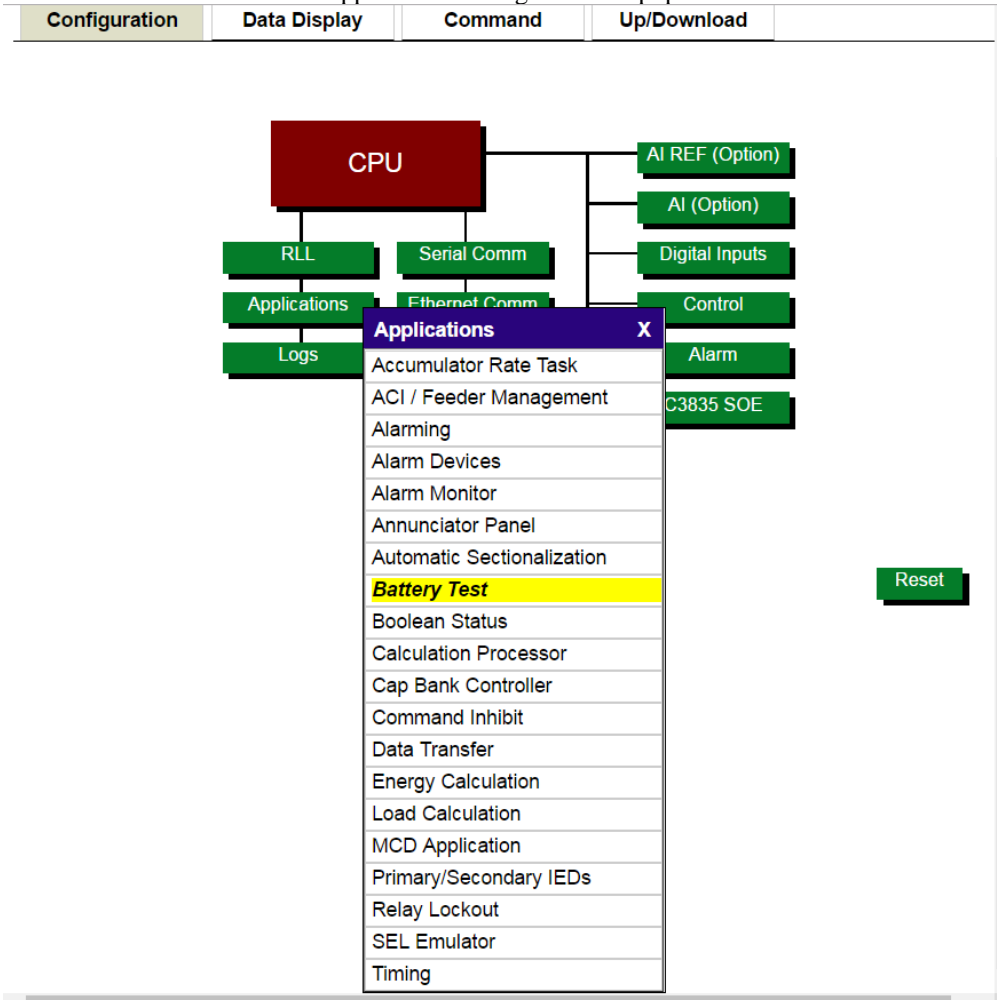 Configuration Data Display Command Up/Download
CPU
AI REF (Option)
AI (Option)
RLL Serial Comm Digital Inputs
Applications Ethernet Comm Control
Logs Alarm
C3835 SOE
Applications X
Accumulator Rate Task
ACI / Feeder Management
Alarming
Alarm Devices
Alarm Monitor
Annunciator Panel
Automatic Sectionalization
Battery Test
Boolean Status
Calculation Processor
Cap Bank Controller
Command Inhibit
Data Transfer
Energy Calculation
Load Calculation
MCD Application
Primary/Secondary IEDs
Relay Lockout
SEL Emulator
Timing
Reset